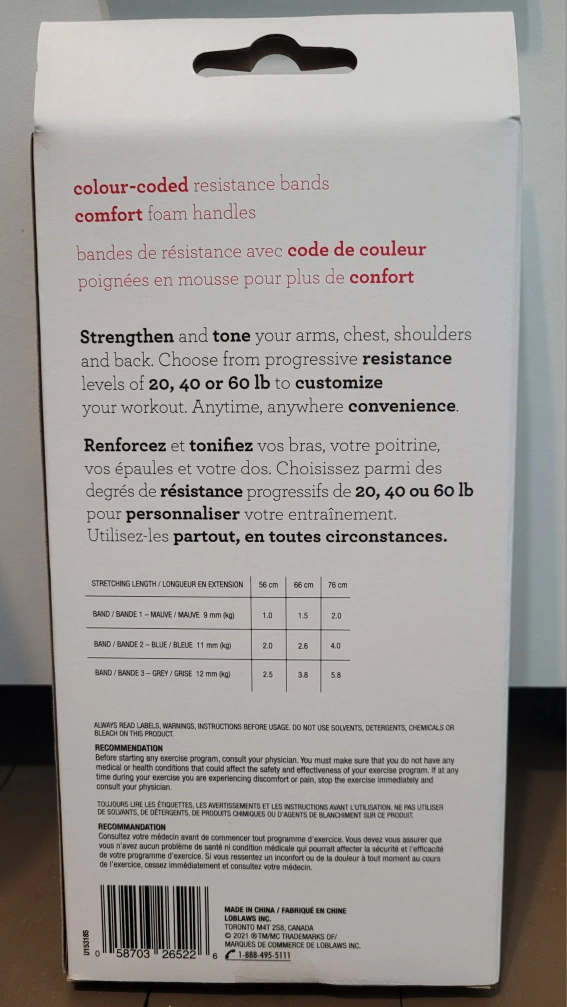 colour-coded resistance bands
comfort foam handles
bandes de résistance avec code de couleur
poignées en mousse pour plus de confort
Strengthen and tone your arms, chest, shoulders
and back. Choose from progressive resistance
levels of 20, 40 or 60 lb to customize
your workout. Anytime, anywhere convenience.
Renforcez et tonifiez vos bras, votre poitrine,
vos épaules et votre dos. Choisissez parmi des
degrés de résistance progressifs de 20, 40 ou 60 lb
pour personnaliser votre entraînement.
Utilisez-les partout, en toutes circonstances.
STRETCHING LENGTH / LONGUEUR EN EXTENSION 56 cm 66 cm 76 cm
BAND / BANDE 1 – MAUVE / MAUVE 9 mm (kg) 1.0 1.5 2.0
BAND / BANDE 2 – BLUE / BLEUE 11 mm (kg) 2.0 2.6 4.0
BAND / BANDE 3 – GREY / GRISE 12 mm (kg) 2.5 3.8 5.8
ALWAYS READ LABELS, WARNINGS, INSTRUCTIONS BEFORE USAGE. DO NOT USE SOLVENTS, DETERGENTS, CHEMICALS OR
BLEACH ON THIS PRODUCT.
RECOMMENDATION
Before starting any exercise program, consult your physician. You must make sure that you do not have any
medical or health conditions that could affect the safety and effectiveness of your exercise program. If at any
time during your exercise you are experiencing discomfort or pain, stop the exercise immediately and
consult your physician.
TOUJOURS LIRE LES ÉTIQUETTES, LES AVERTISSEMENTS ET LES INSTRUCTIONS AVANT L'UTILISATION. NE PAS UTILISER
DE SOLVANTS, DE DÉTERGENTS, DE PRODUITS CHIMIQUES OU D'AGENTS DE BLANCHIMENT SUR CE PRODUIT.
RECOMMANDATION
Consultez votre médecin avant de commencer tout programme d'exercice. Vous devez vous assurer que
vous n'avez aucun problème de santé ni condition médicale qui pourrait affecter la sécurité et l'efficacité
de votre programme d'exercice. Si vous ressentez un inconfort ou de la douleur à tout moment au cours
de l'exercice, cessez immédiatement et consultez votre médecin.
U153185
0 58703 26522 6
MADE IN CHINA / FABRIQUÉ EN CHINE
LOBLAWS INC.
TORONTO M4T 2S8, CANADA
© 2021 ® TM/MC TRADEMARKS OF/
MARQUES DE COMMERCE DE LOBLAWS INC.
1-888-495-5111